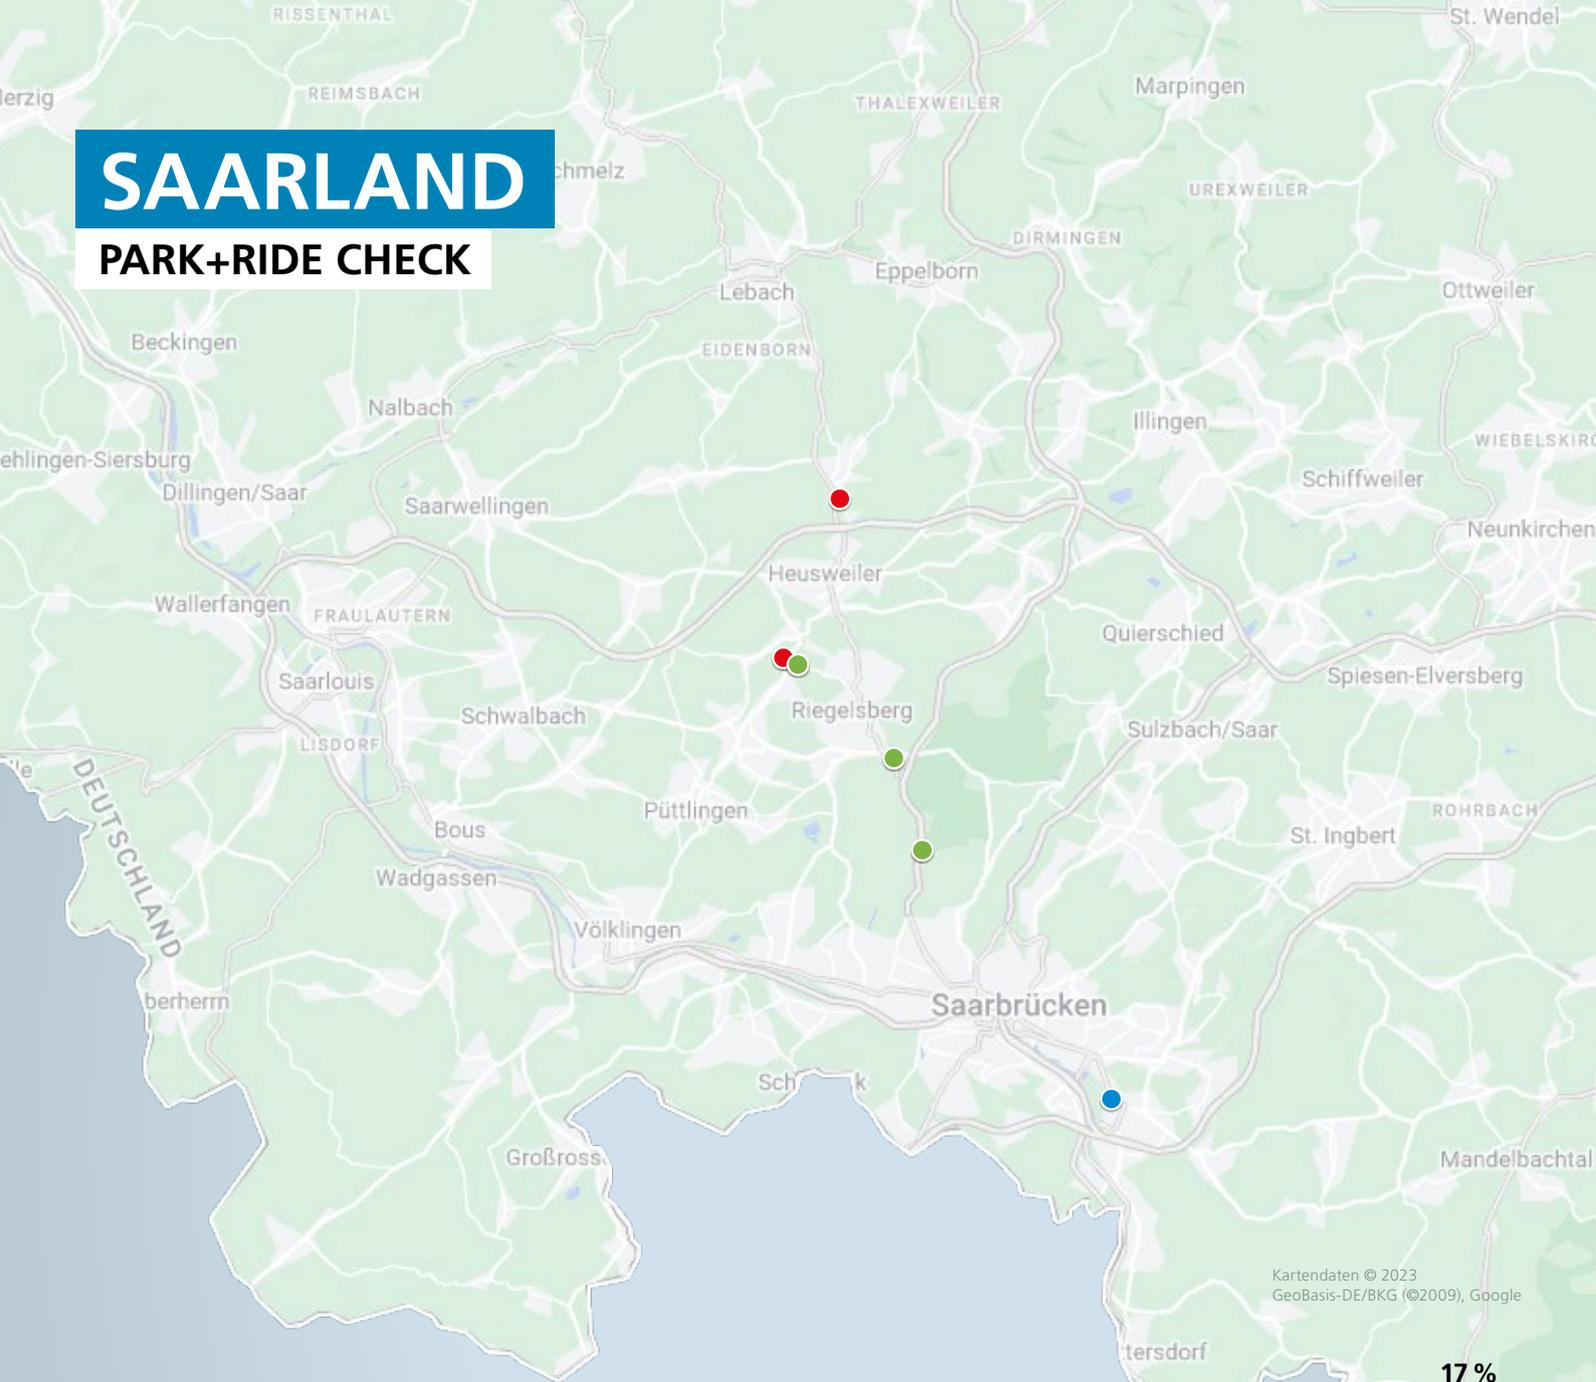 RISSENTHAL
St. Wendel
REIMSBACH
Marpingen
lerzig
THALEXWEILER
SAARLAND
chmelz
UREXWEILER
PARK+RIDE CHECK
DIRMINGEN
Eppelborn
Lebach
Ottweiler
Beckingen
EIDENBORN
Nalbach
Illingen
WIEBELSKIRC
ehlingen-Siersburg
Schiffweiler
Dillingen/Saar
Saarwellingen
Neunkirchen
Heusweiler
Wallerfangen
FRAULAUTERN
Quierschied
Saarlouis
Spiesen-Elversberg
Schwalbach
Riegelsberg
Sulzbach/Saar
LISDORF
lle
DEUTSCHLAND
Püttlingen
ROHRBACH
Bous
St. Ingbert
Wadgassen
Völklingen
berherrn
Saarbrücken
Sch k
Großross
Mandelbachtal
Kartendaten © 2023
GeoBasis-DE/BKG (©2009), Google
tersdorf
17 %